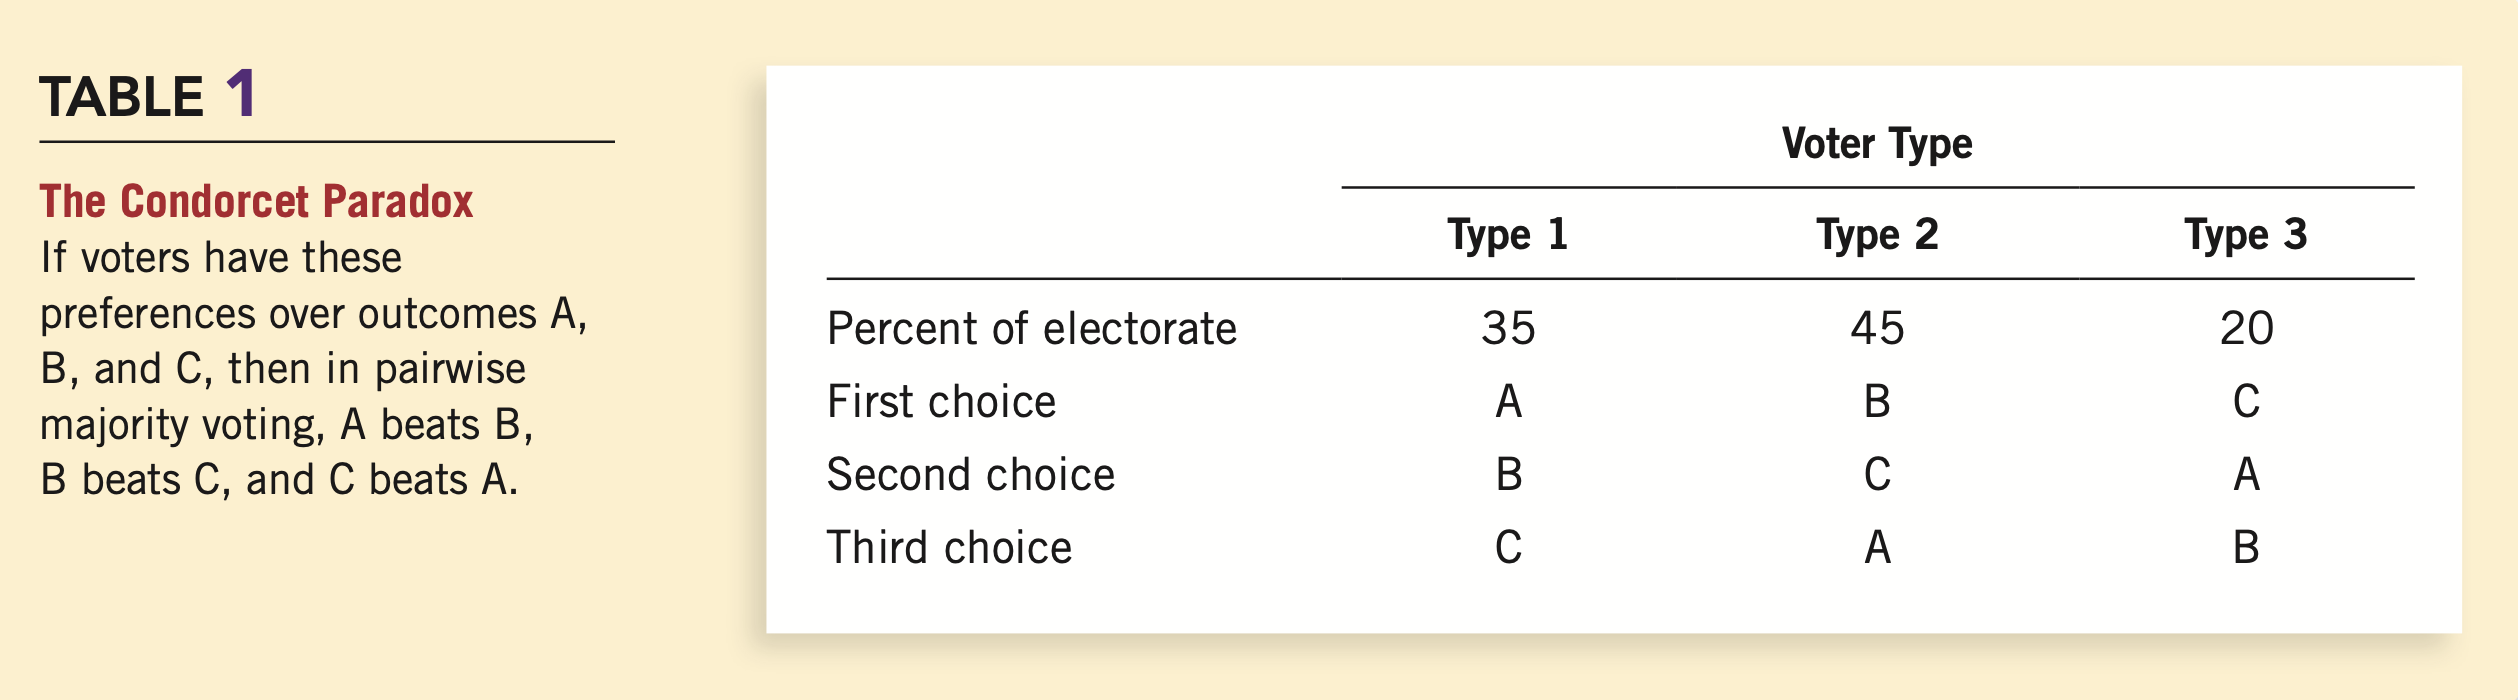 TABLE 1
The Condorcet Paradox
If voters have these
preferences over outcomes A,
B, and C, then in pairwise
majority voting, A beats B,
B beats C, and C beats A.
Voter Type
Type 1 Type 2 Type 3
Percent of electorate 35 45 20
First choice A B C
Second choice B C A
Third choice C A B